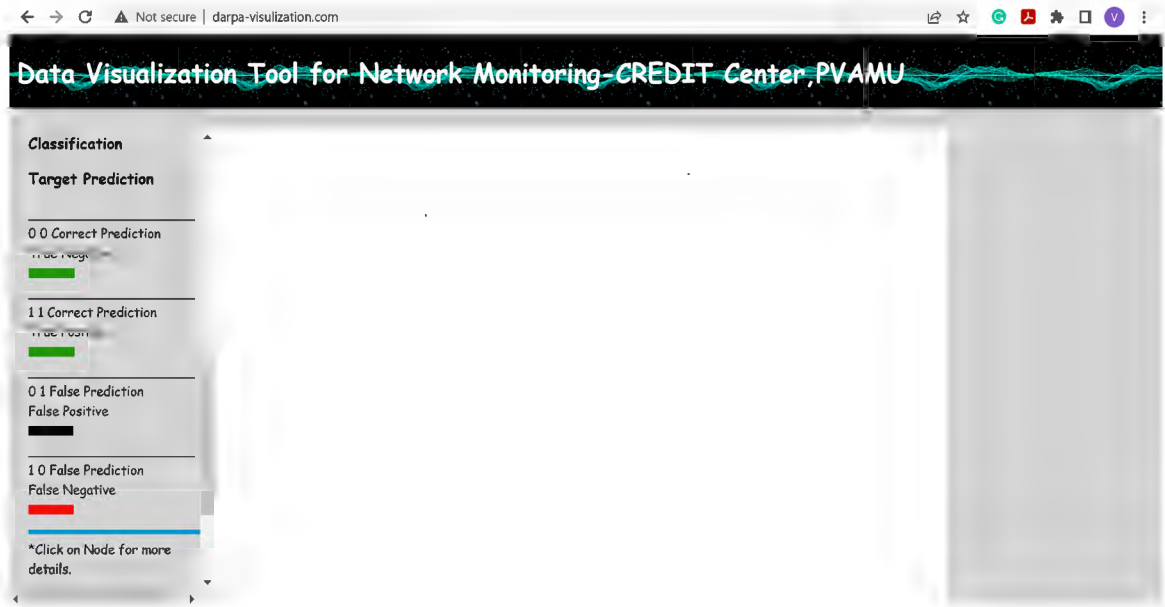 Not secure | darpa-visulization.com
V
Data Visualization Tool for Network Monitoring-CREDIT Center,PVAMU
Classification
Target Prediction
0 0 Correct Prediction
True
1 1 Correct Prediction
True
0 1 False Prediction
False Positive
1 0 False Prediction
False Negative
*Click on Node for more
details.